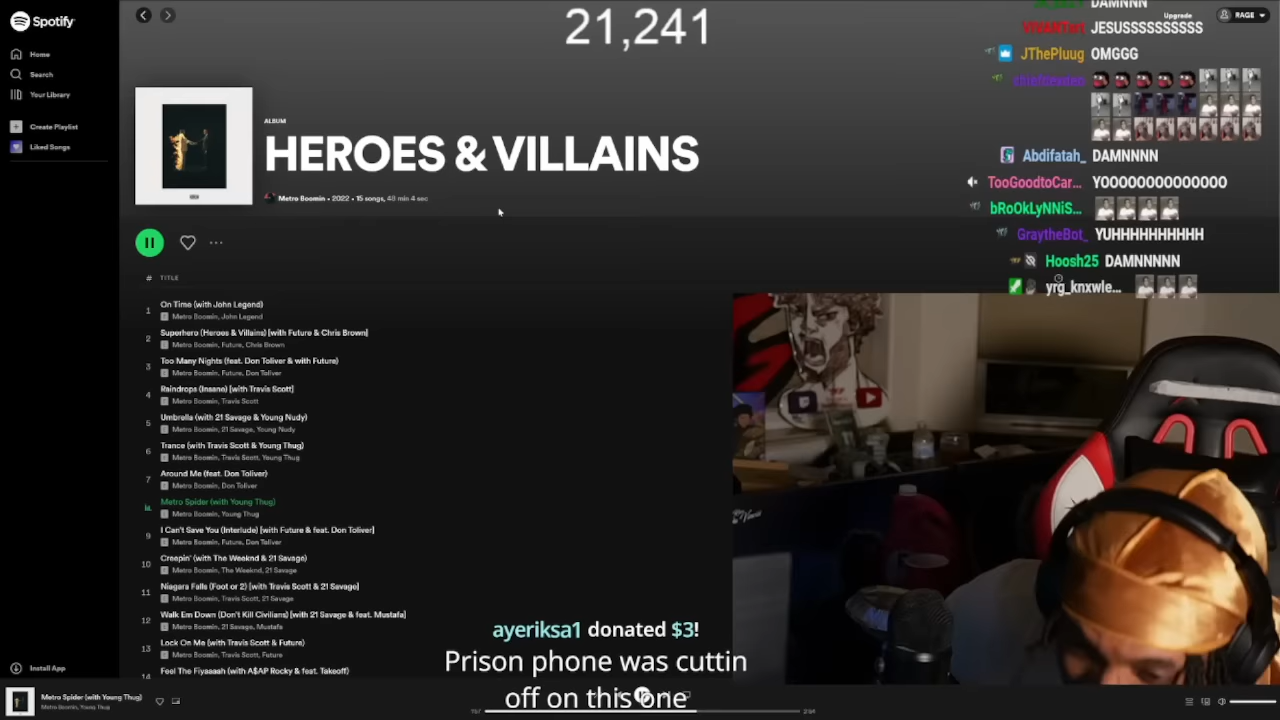 Spotify
21,241
DAMNNN
Upgrade
RAGE
JESUSSSSSSSSS
JThePluug OMGGG
Home
Search
Your Library
Create Playlist
Liked Songs
ALBUM
HEROES & VILLAINS
Metro Boomin • 2022 • 15 songs, 48 min 4 sec
Abdifatah_ DAMNNNN
TooGoodtoCar... YOOOOOOOOOOOOO
bRoOkLyNNiS...
GraytheBot_ YUHHHHHHHHHH
Hoosh25 DAMNNNNN
yrg_knxwle...
# TITLE
1 On Time (with John Legend)
Metro Boomin, John Legend
2 Superhero (Heroes & Villains) [with Future & Chris Brown]
Metro Boomin, Future, Chris Brown
3 Too Many Nights (feat. Don Toliver & with Future)
Metro Boomin, Future, Don Toliver
4 Raindrops (Insane) [with Travis Scott]
Metro Boomin, Travis Scott
5 Umbrella (with 21 Savage & Young Nudy)
Metro Boomin, 21 Savage, Young Nudy
6 Trance (with Travis Scott & Young Thug)
Metro Boomin, Travis Scott, Young Thug
7 Around Me (feat. Don Toliver)
Metro Boomin, Don Toliver
Metro Spider (with Young Thug)
Metro Boomin, Young Thug
9 I Can't Save You (Interlude) [with Future & feat. Don Toliver]
Metro Boomin, Future, Don Toliver
10 Creepin' (with The Weeknd & 21 Savage)
Metro Boomin, The Weeknd, 21 Savage
11 Niagara Falls (Foot or 2) [with Travis Scott & 21 Savage]
Metro Boomin, Travis Scott, 21 Savage
12 Walk Em Down (Don't Kill Civilians) [with 21 Savage & feat. Mustafa]
Metro Boomin, 21 Savage, Mustafa
13 Lock On Me (with Travis Scott & Future)
Metro Boomin, Travis Scott, Future
14 Feel The Fiyaaaah (with A$AP Rocky & feat. Takeoff)
ayeriksa1 donated $3!
Prison phone was cuttin
off on this one
Install App
Metro Spider (with Young Thug)
Metro Boomin, Young Thug